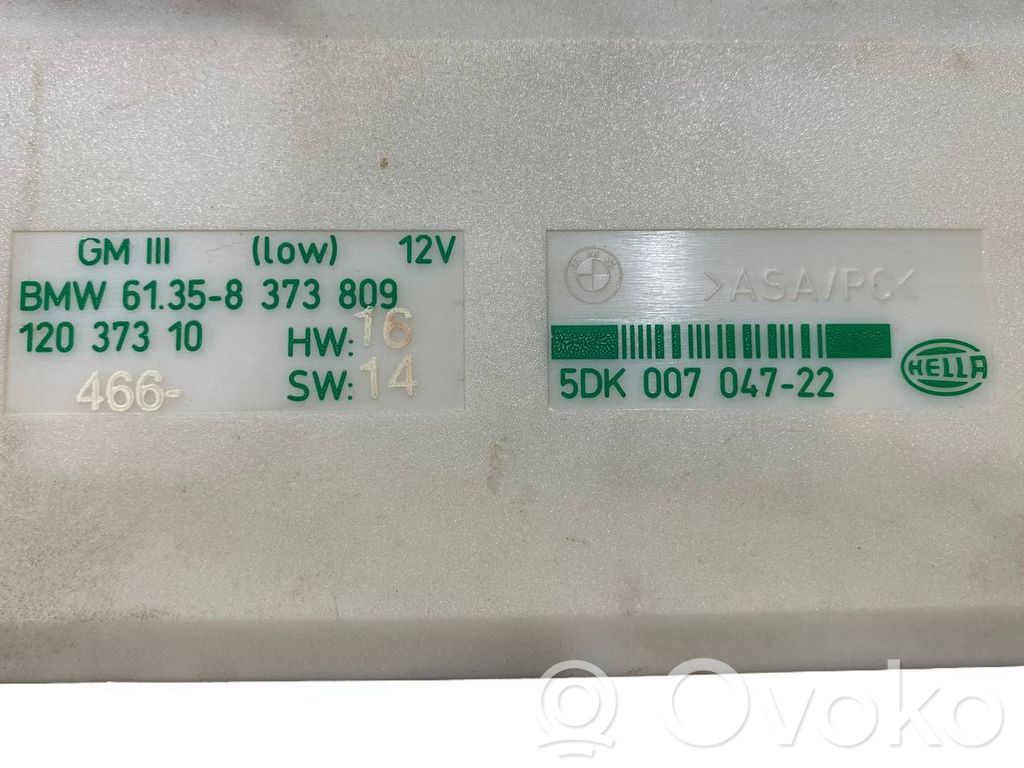 GM III (low) 12V
BMW 61.35-8 373 809
120 373 10 HW: 16
466- SW: 14
BMW
>ASA/PC<
5DK 007 047-22
HELLA
Ovoko